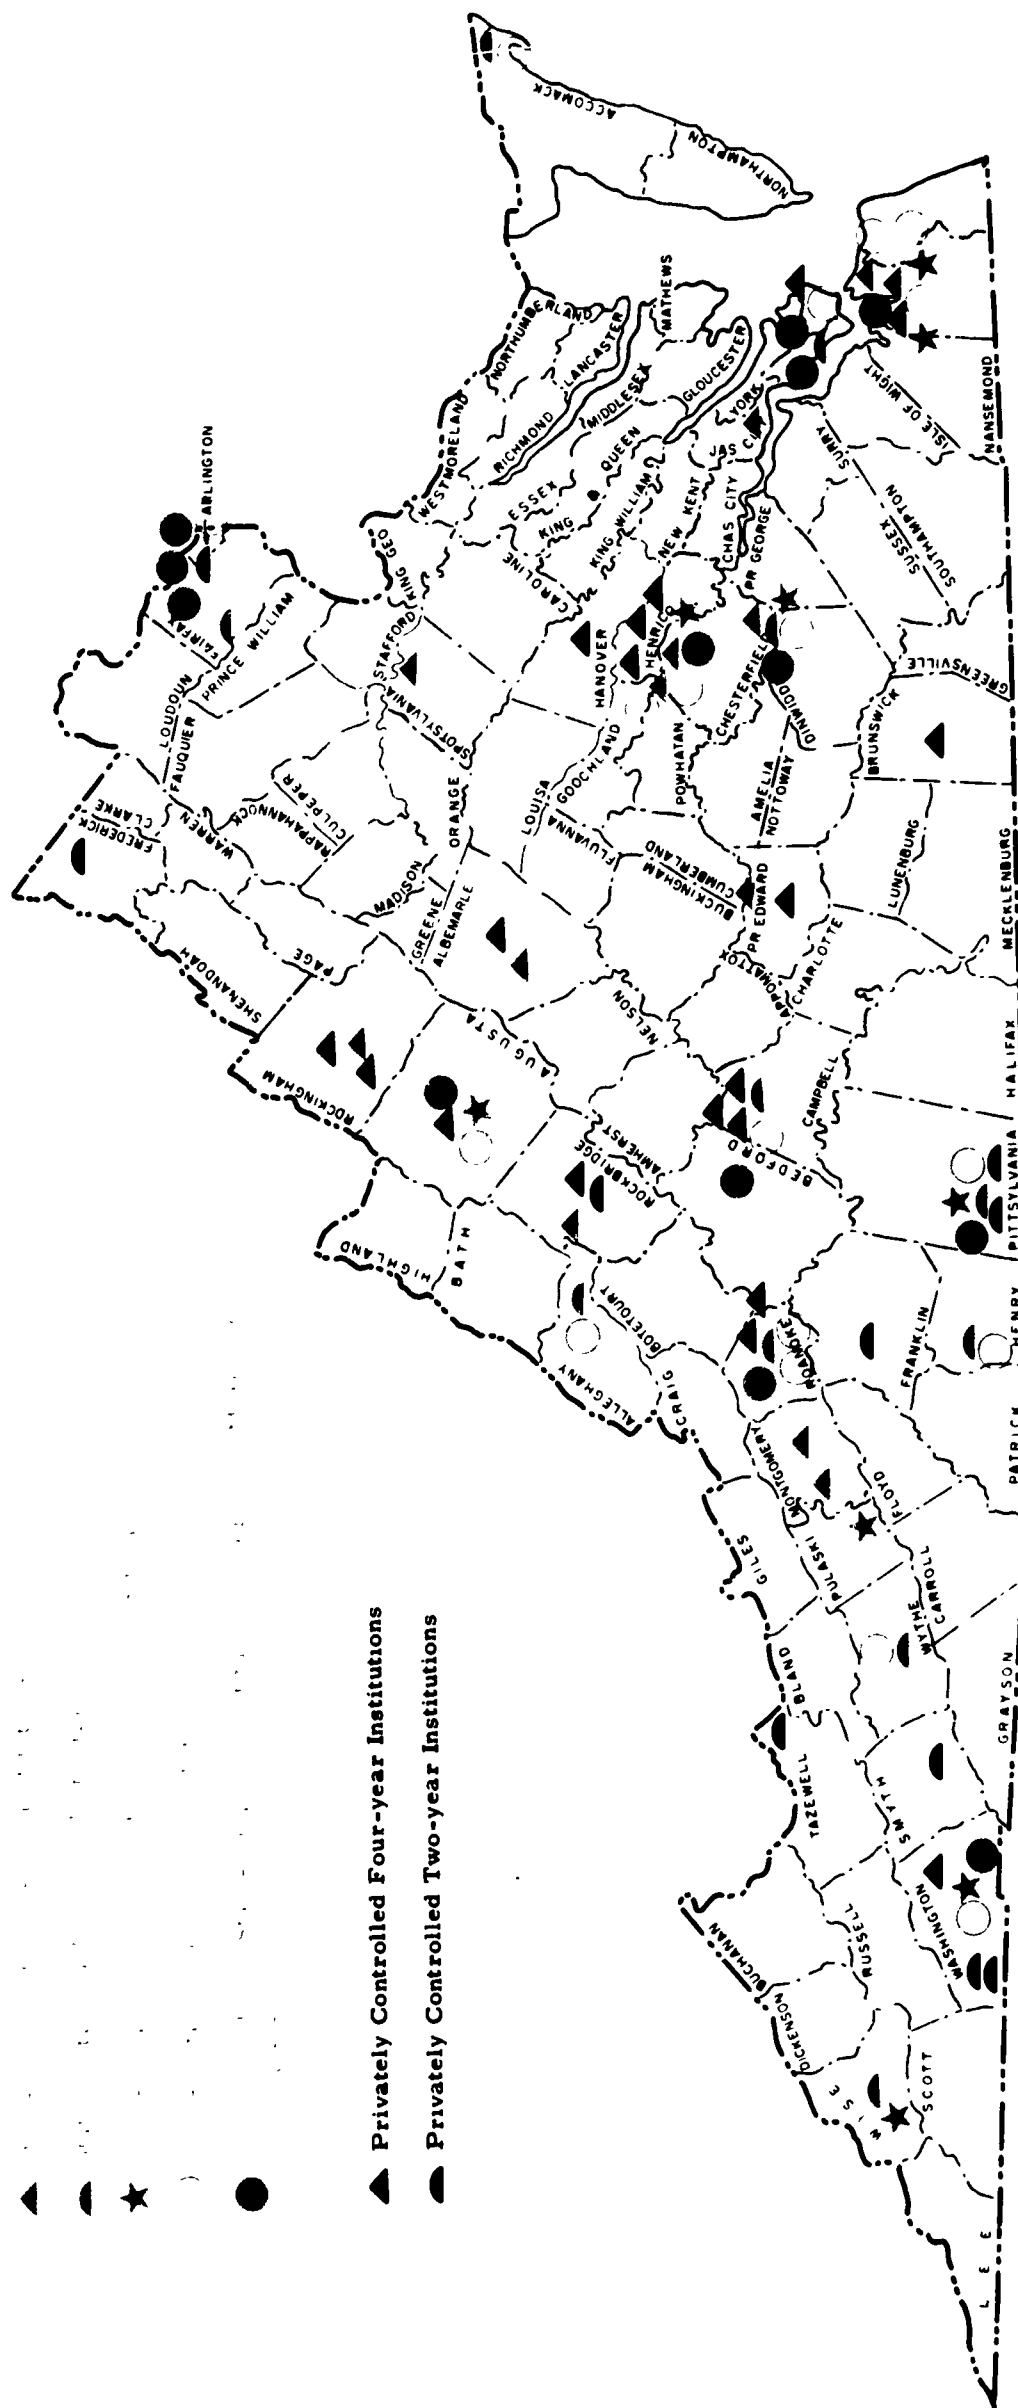 Privately Controlled Four-year Institutions
Privately Controlled Two-year Institutions
ARLINGTON
LOUDOUN
FAIRFAX
FAUQUIER
PRINCE WILLIAM
FREDERICK
CLARKE
WARREN
RAPPAHANNOCK
CULPEPER
SHENANDOAH
PAGE
MADISON
GREENE
ORANGE
ALBEMARLE
STAFFORD
KING GEO
SPOTSYLVANIA
WESTMORELAND
NORTHUMBERLAND
RICHMOND
LANCASTER
ESSEX
KING QUEEN
MIDDLESEX
MATHEWS
CAROLINE
KING WILLIAM
GLOUCESTER
ACCOMACK
NORTHAMPTON
ROCKINGHAM
AUGUSTA
HIGHLAND
BATH
LOUISA
FLUVANNA
GOOCHLAND
HANOVER
HENRICO
NEW KENT
CHAS CITY
JAS CITY
YORK
NELSON
AMHERST
ROCKBRIDGE
ALLEGHANY
BOTETOURT
CRAIG
BUCKINGHAM
CUMBERLAND
POWHATAN
CHESTERFIELD
PR GEORGE
SURRY
ISLE OF WIGHT
APPOMATTOX
PR EDWARD
AMELIA
NOTTOWAY
DINWIDD
SUSSEX
SOUTHAMPTON
NANSEMOND
BEDFORD
CAMPBELL
CHARLOTTE
LUNENBURG
BRUNSWICK
GREENSVILLE
ROANOKE
MONTGOMERY
GILES
PULASKI
FLOYD
FRANKLIN
BLAND
WYTHE
CARROLL
TAZEWELL
SMYTH
BUCHANAN
DICKENSON
RUSSELL
WASHINGTON
WISE
SCOTT
LEE
GRAYSON
PATRICK
HENRY
PITTSYLVANIA
HALIFAX
MECKLENBURG